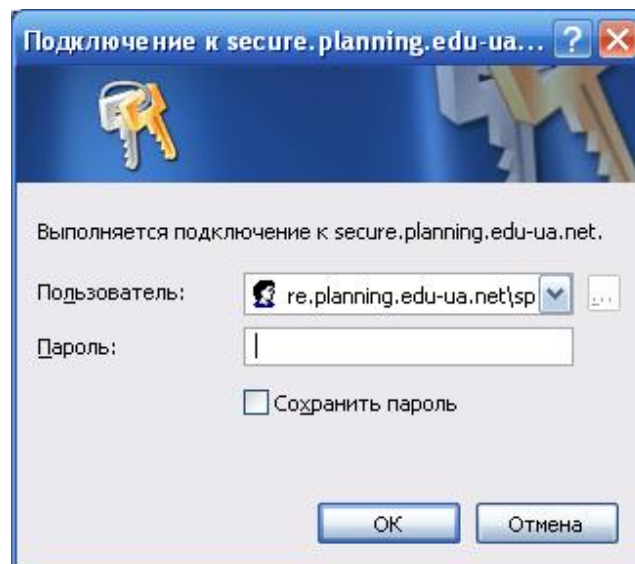 Подключение к secure.planning.edu-ua...
Выполняется подключение к secure.planning.edu-ua.net.
Пользователь: re.planning.edu-ua.net\sp ...
Пароль:
Сохранить пароль
ОК Отмена